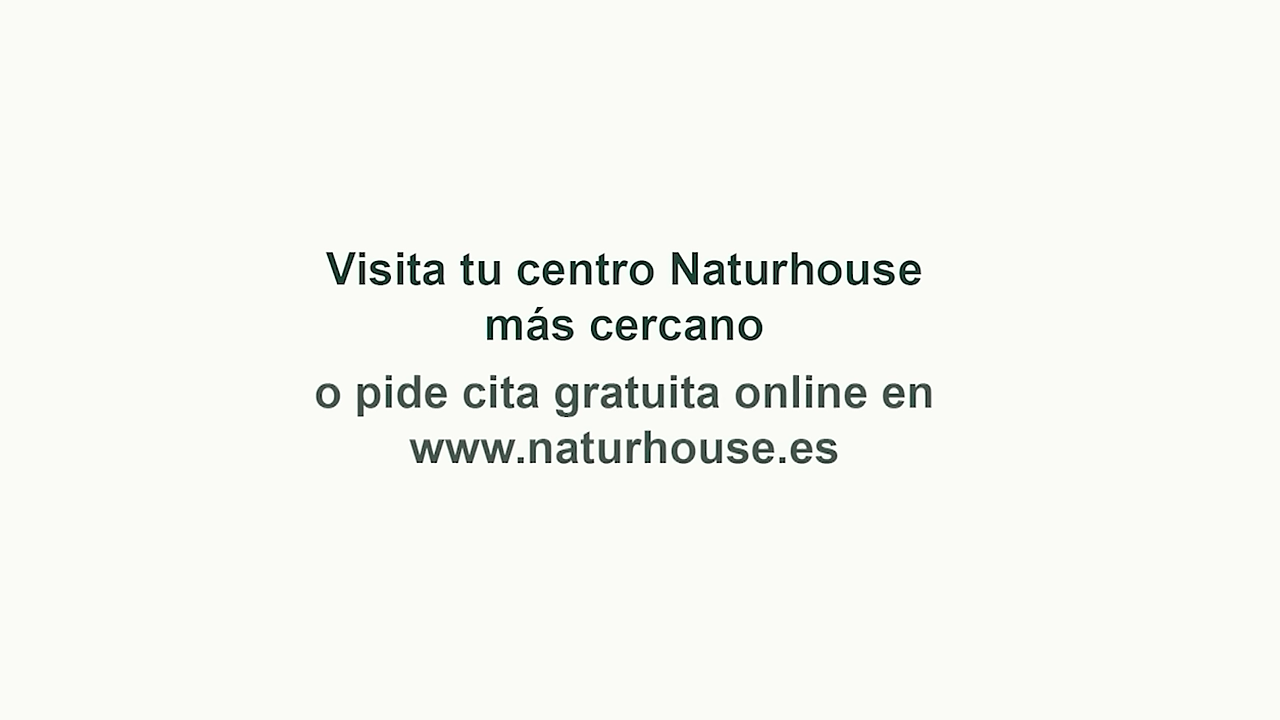 Visita tu centro Naturhouse
más cercano
o pide cita gratuita online en
www.naturhouse.es